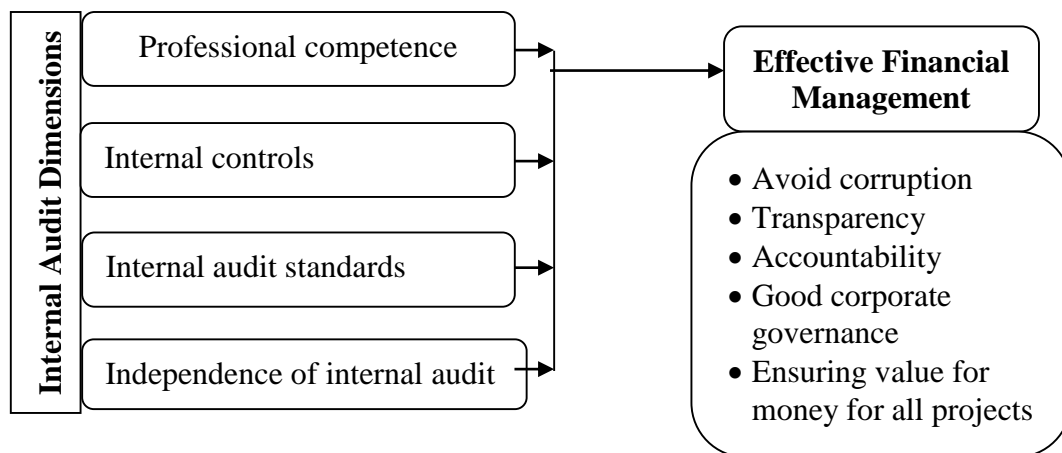 Internal Audit Dimensions
Professional competence
Internal controls
Internal audit standards
Independence of internal audit
Effective Financial
Management
• Avoid corruption
• Transparency
• Accountability
• Good corporate
governance
• Ensuring value for
money for all projects